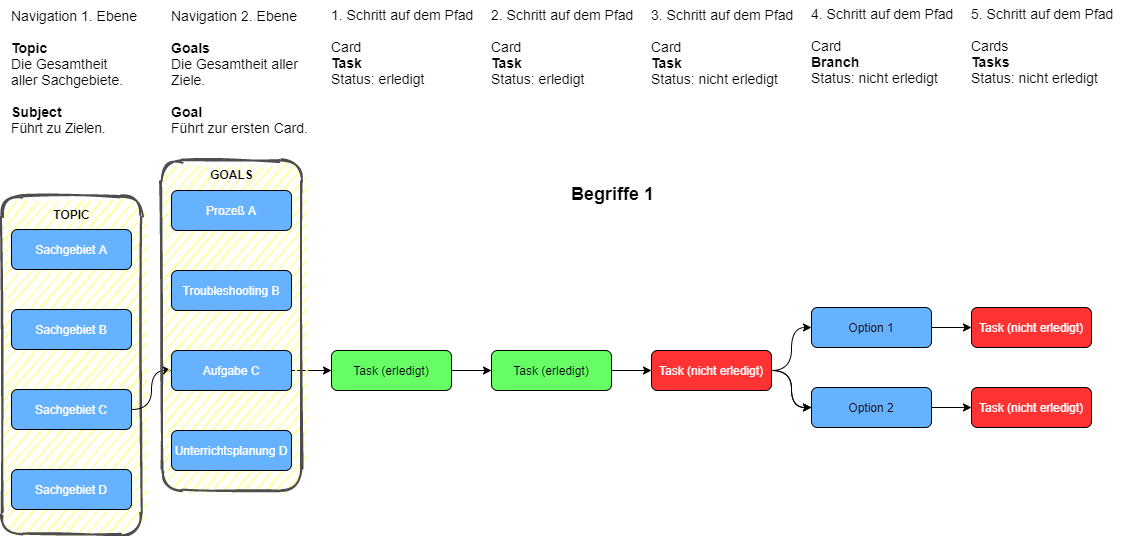 Navigation 1. Ebene
Topic
Die Gesamtheit
aller Sachgebiete.
Subject
Führt zu Zielen.
Navigation 2. Ebene
Goals
Die Gesamtheit aller
Ziele.
Goal
Führt zur ersten Card.
1. Schritt auf dem Pfad
Card
Task
Status: erledigt
2. Schritt auf dem Pfad
Card
Task
Status: erledigt
3. Schritt auf dem Pfad
Card
Task
Status: nicht erledigt
4. Schritt auf dem Pfad
Card
Branch
Status: nicht erledigt
5. Schritt auf dem Pfad
Cards
Tasks
Status: nicht erledigt
Begriffe 1
TOPIC
Sachgebiet A
Sachgebiet B
Sachgebiet C
Sachgebiet D
GOALS
Prozeß A
Troubleshooting B
Aufgabe C
Unterrichtsplanung D
Task (erledigt)
Task (erledigt)
Task (nicht erledigt)
Option 1
Task (nicht erledigt)
Option 2
Task (nicht erledigt)